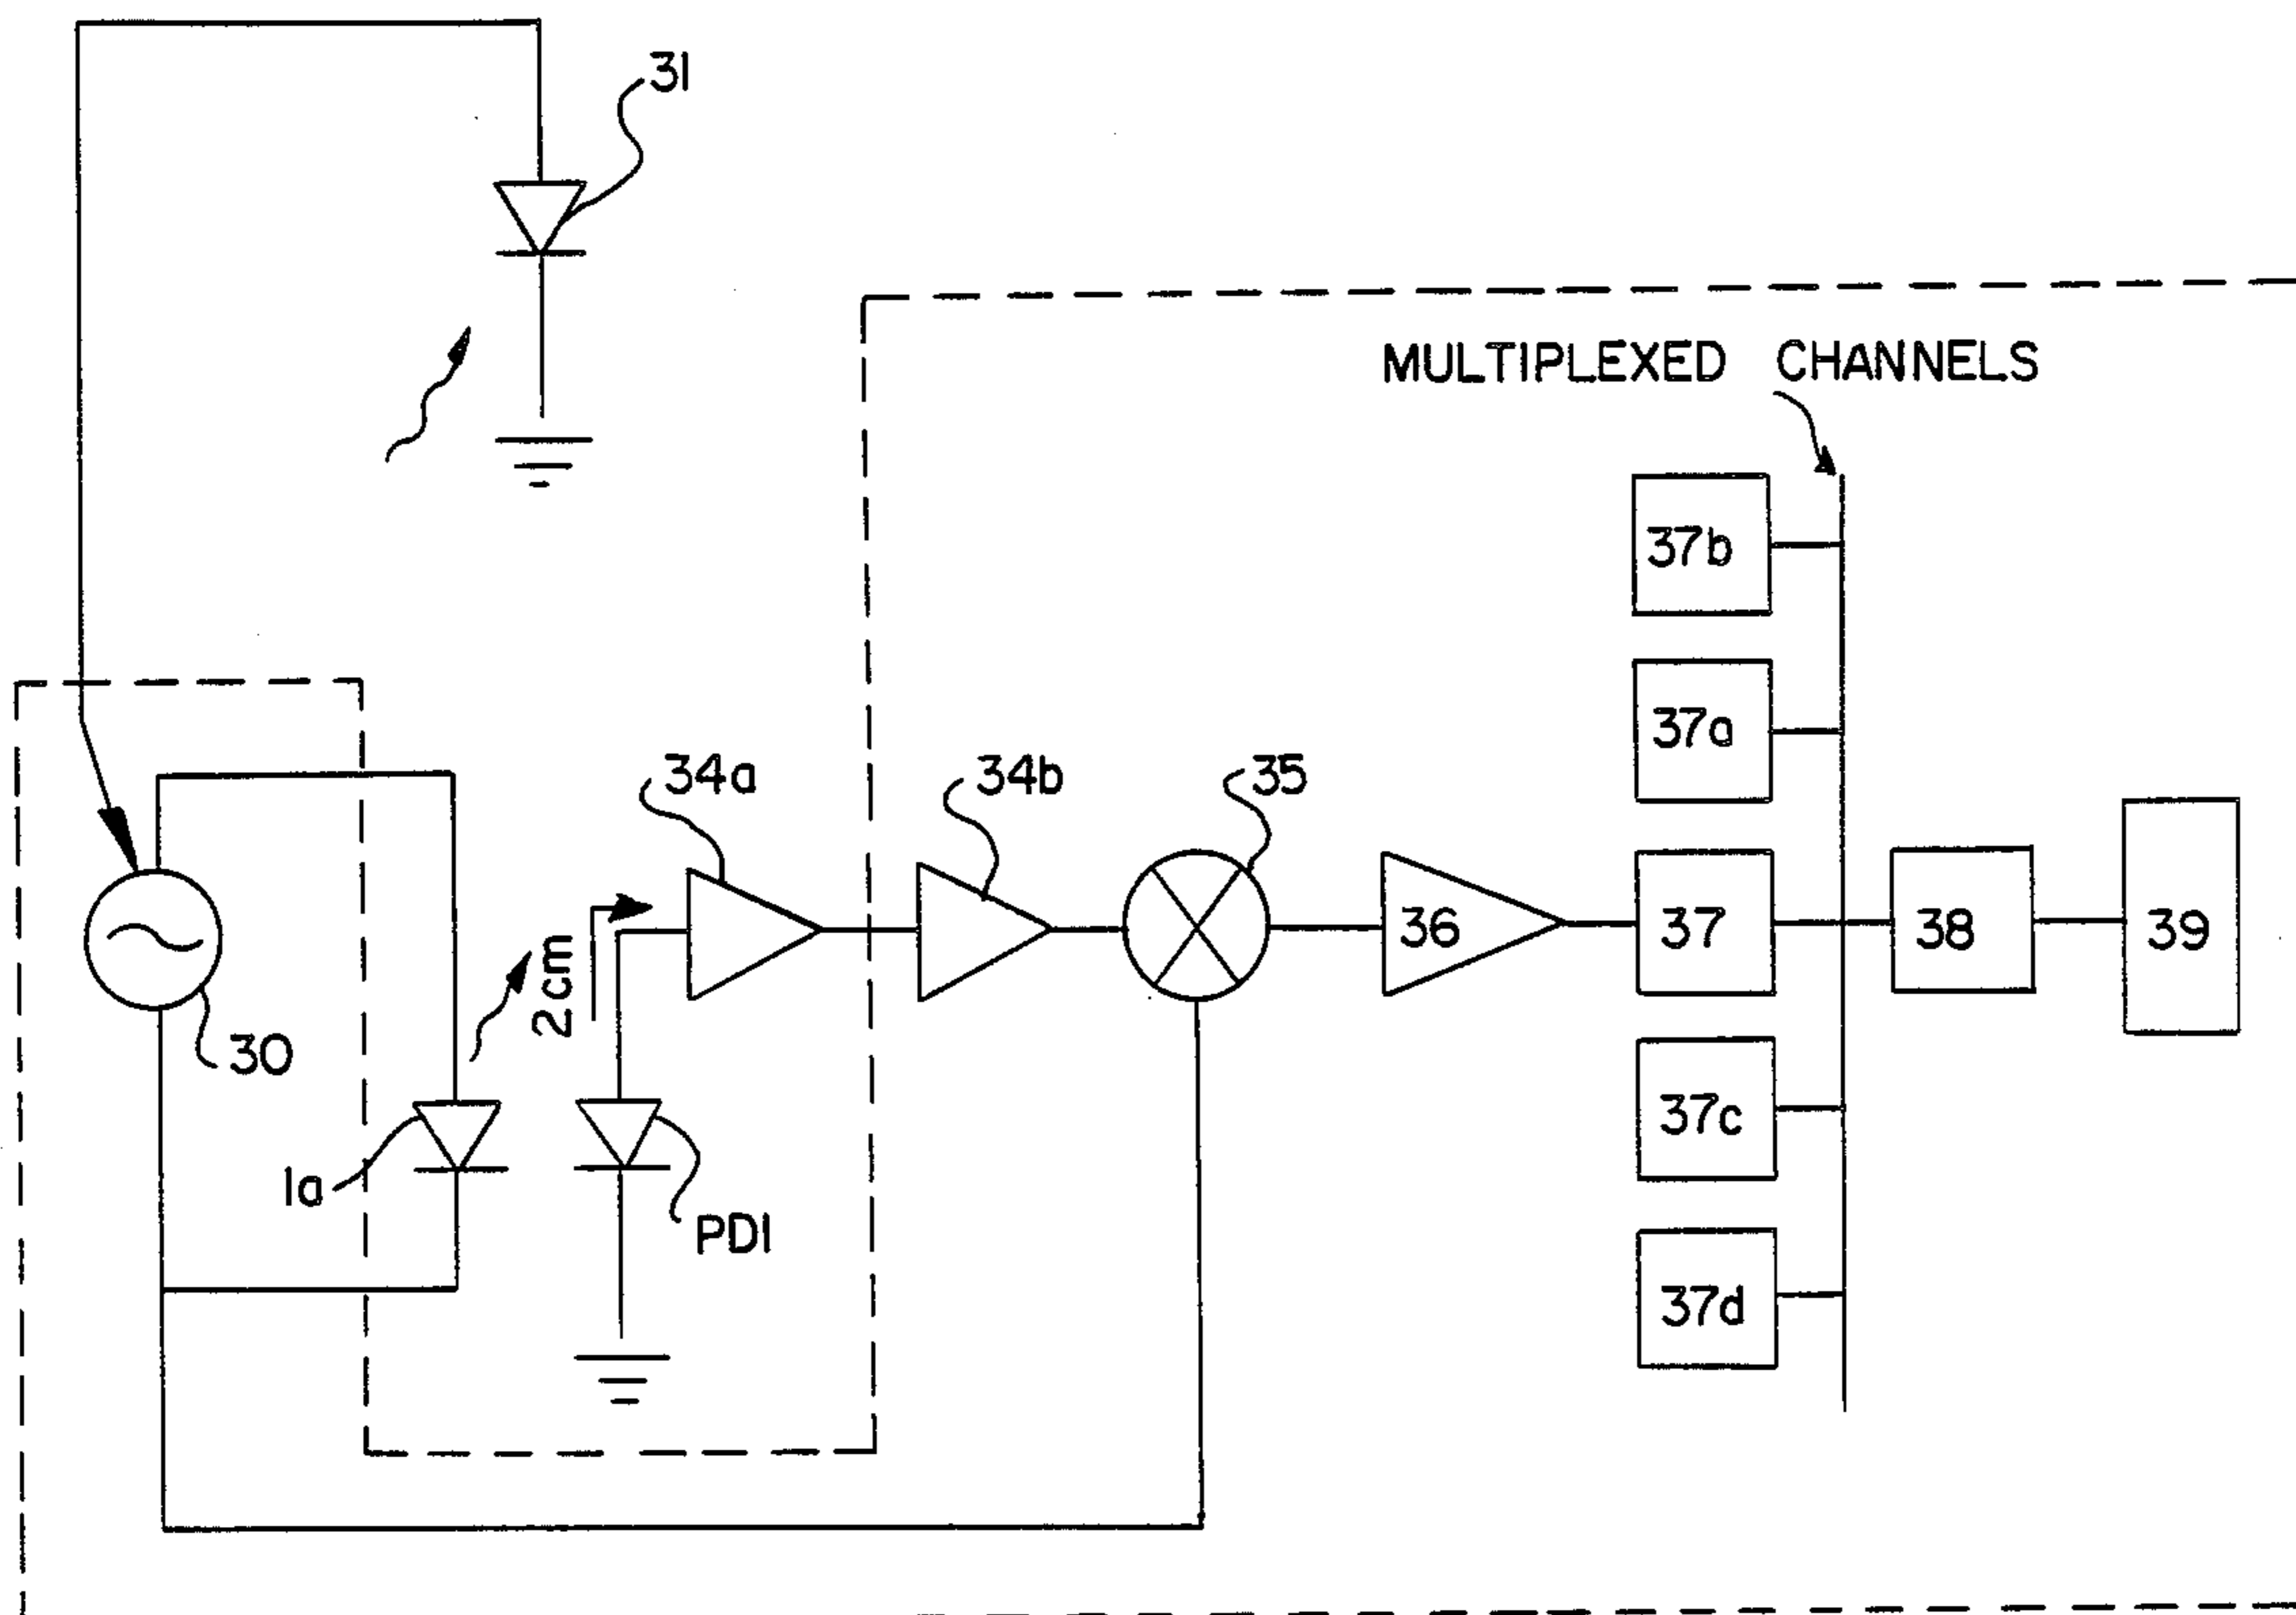 31
MULTIPLEXED CHANNELS
37b
37a
34a
34b
35
2cm
36
37
38
39
30
37c
1a
PD1
37d